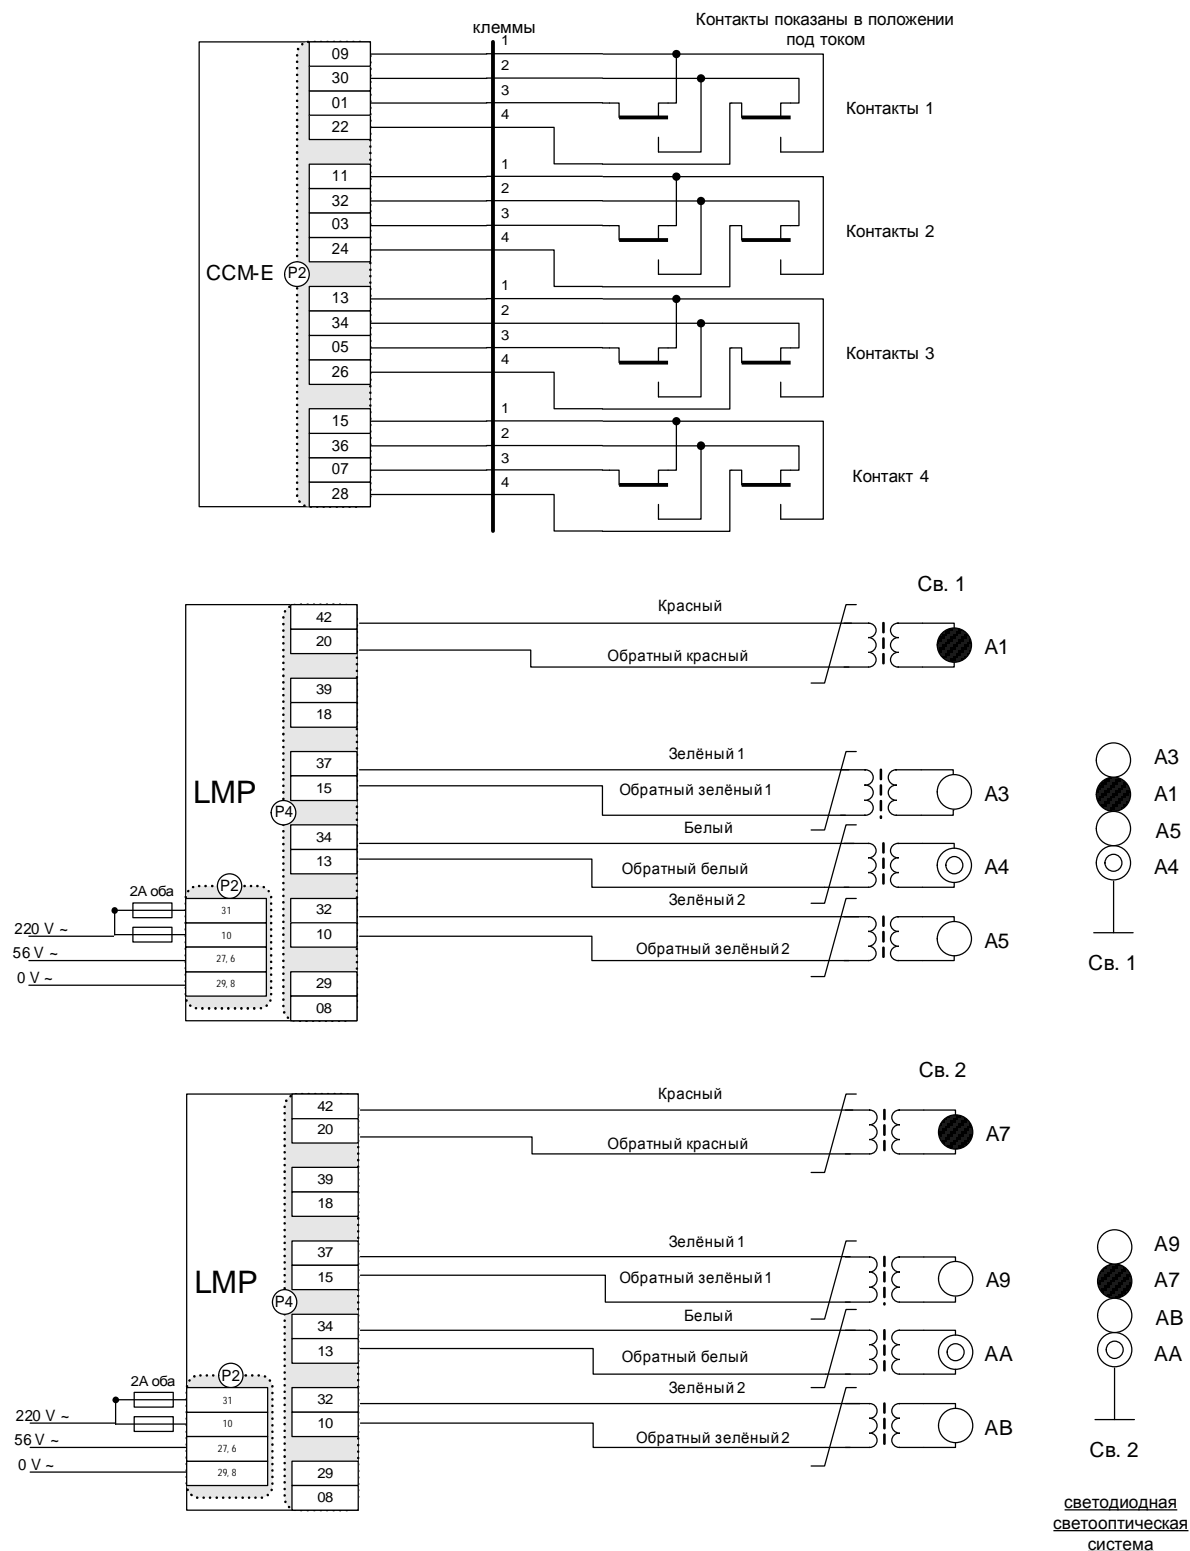 клеммы
Контакты показаны в положении
под током
CCM-E
P2
09
30
01
22
1
2
3
4
Контакты 1
11
32
03
24
1
2
3
4
Контакты 2
13
34
05
26
1
2
3
4
Контакты 3
15
36
07
28
1
2
3
4
Контакт 4
Св. 1
LMP
P4
42
20
39
18
37
15
34
13
32
10
29
08
Красный
Обратный красный
A1
Зелёный 1
Обратный зелёный 1
A3
Белый
Обратный белый
A4
Зелёный 2
Обратный зелёный 2
A5
P2
2A оба
31
10
27, 6
29, 8
220 V ~
56 V ~
0 V ~
A3
A1
A5
A4
Св. 1
Св. 2
LMP
P4
42
20
39
18
37
15
34
13
32
10
29
08
Красный
Обратный красный
A7
Зелёный 1
Обратный зелёный 1
A9
Белый
Обратный белый
AA
Зелёный 2
Обратный зелёный 2
AB
P2
2A оба
31
10
27, 6
29, 8
220 V ~
56 V ~
0 V ~
A9
A7
AB
AA
Св. 2
светодиодная
светооптическая
система